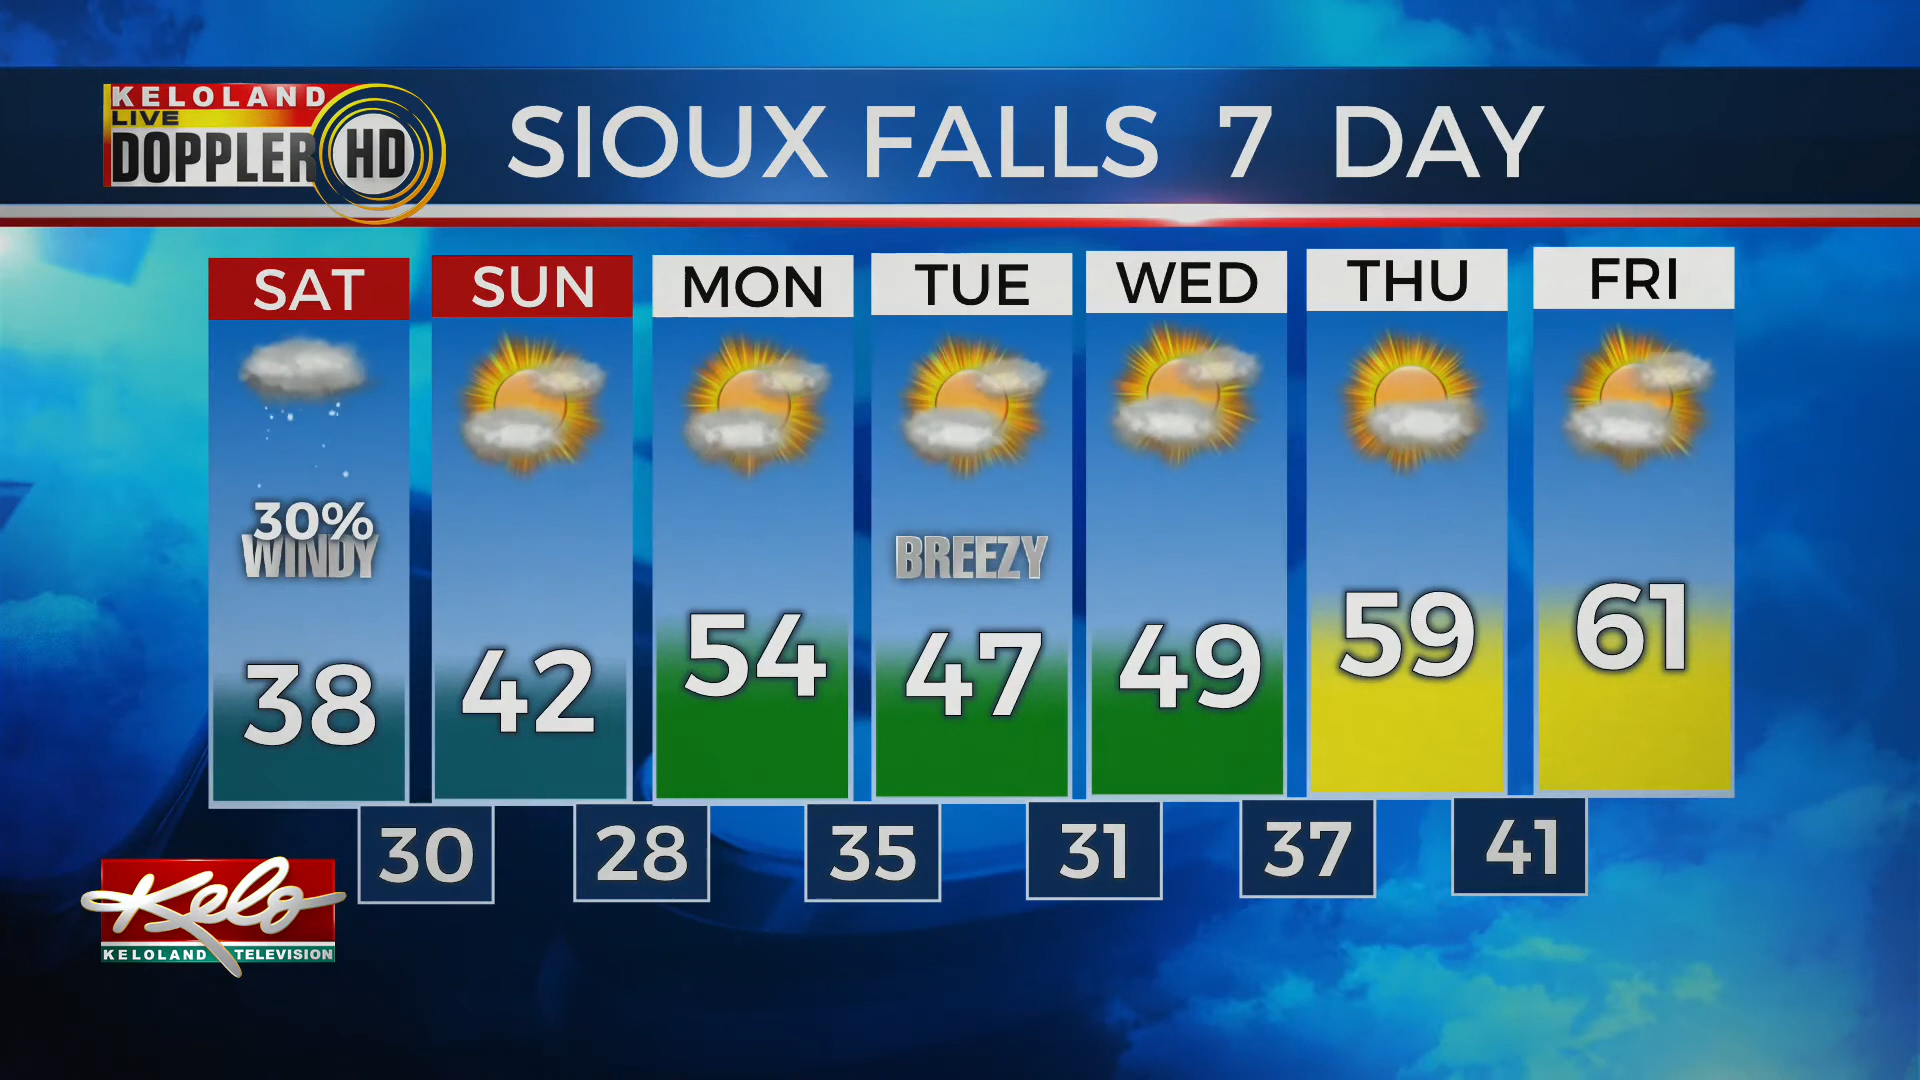 KELOLAND
LIVE
DOPPLER HD
SIOUX FALLS 7 DAY
SAT SUN MON TUE WED THU FRI
30%
WINDY BREEZY
38 42 54 47 49 59 61
30 28 35 31 37 41
Kelo
KELOLAND TELEVISION